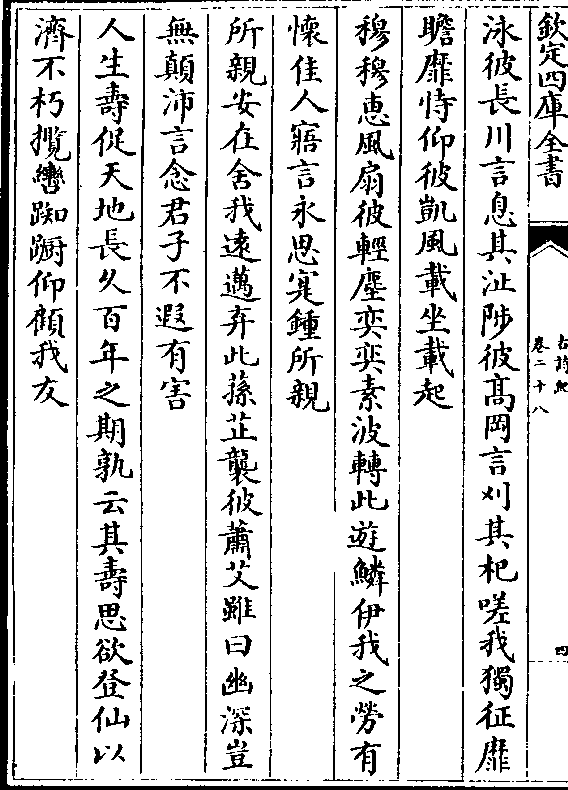 欽定四庫全書
古詩紀
卷二十八
四
泳彼長川言息其沚陟彼髙岡言刈其杞嗟我獨征靡
瞻靡恃仰彼凱風載坐載起
穆穆惠風扇彼輕塵奕奕素波轉此遊鱗伊我之勞有
懷佳人寤言永思寔鍾所親
所親安在舍我逺邁弃此蓀芷襲彼蕭艾雖曰幽深豈
無顛沛言念君子不遐有害
人生壽促天地長久百年之期孰云其壽思欲登仙以
濟不朽攬轡踟蹰仰顧我友